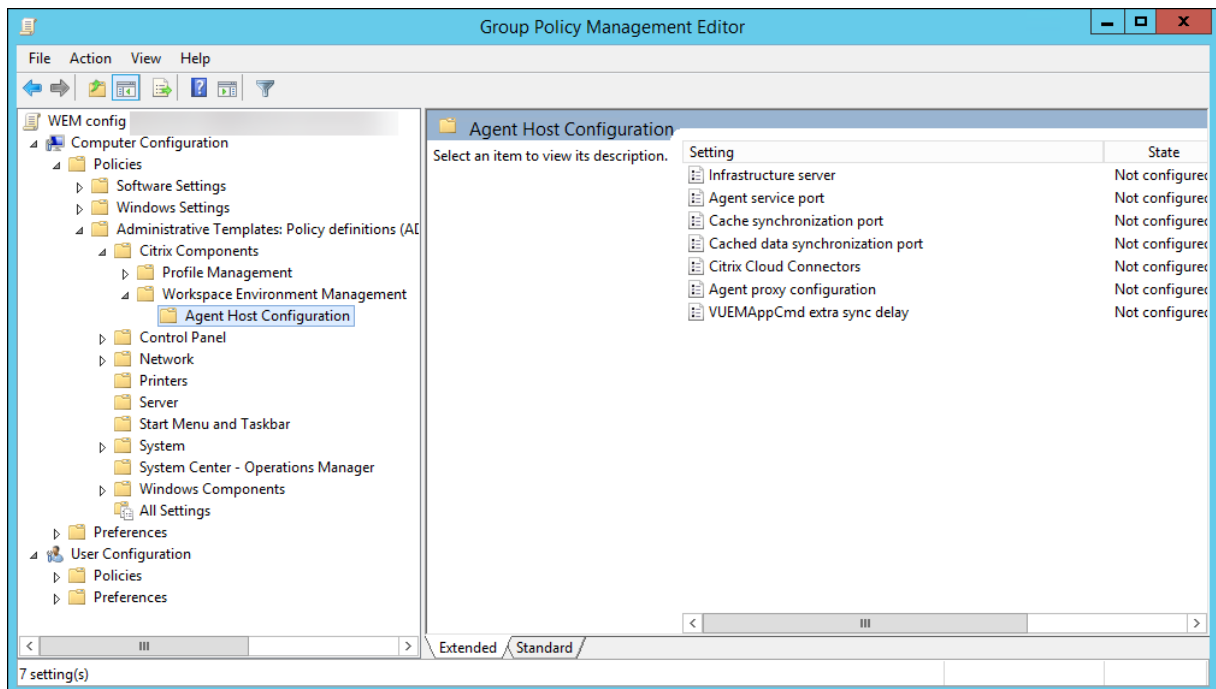 Group Policy Management Editor
File Action View Help
WEM config
Computer Configuration
Policies
Software Settings
Windows Settings
Administrative Templates: Policy definitions (AD
Citrix Components
Profile Management
Workspace Environment Management
Agent Host Configuration
Control Panel
Network
Printers
Server
Start Menu and Taskbar
System
System Center - Operations Manager
Windows Components
All Settings
Preferences
User Configuration
Policies
Preferences
Agent Host Configuration
Select an item to view its description.
Setting State
Infrastructure server Not configured
Agent service port Not configured
Cache synchronization port Not configured
Cached data synchronization port Not configured
Citrix Cloud Connectors Not configured
Agent proxy configuration Not configured
VUEMAppCmd extra sync delay Not configured
Extended Standard
7 setting(s)